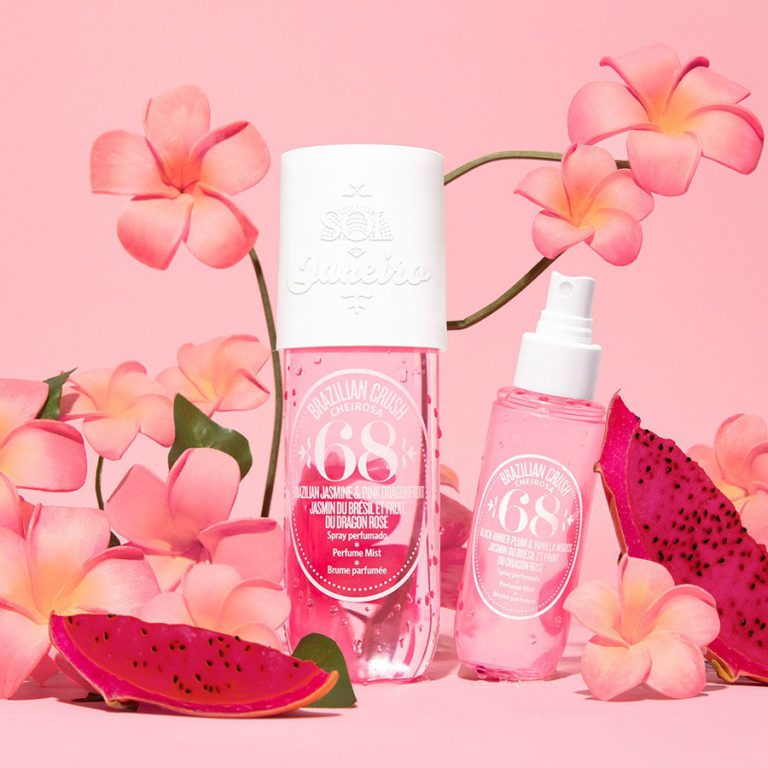 SOL
de
Janeiro
BRAZILIAN CRUSH
CHEIROSA
68
BRAZILIAN JASMINE & PINK DRAGONFRUIT
JASMIN DU BRÉSIL ET FRUIT
DU DRAGON ROSE
Spray perfumado
Perfume Mist
Brume parfumée
BRAZILIAN CRUSH
CHEIROSA
68
BLACK AMBER PLUM & VANILLA WOODS
JASMIN DU BRÉSIL ET FRUIT
DU DRAGON ROSE
Spray perfumado
Perfume Mist
Brume parfumée